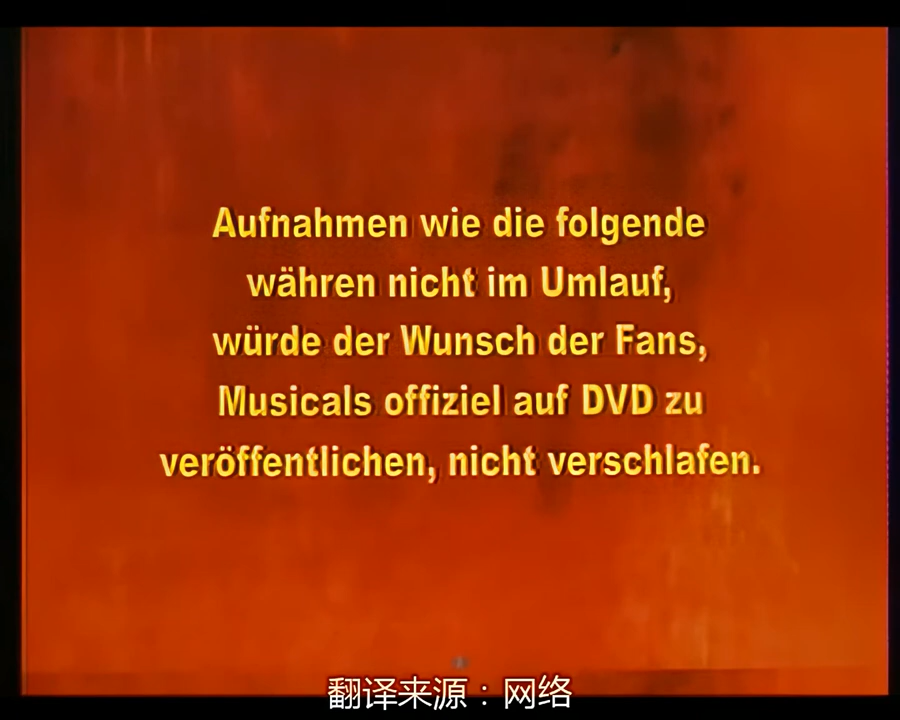 Aufnahmen wie die folgende
währen nicht im Umlauf,
würde der Wunsch der Fans,
Musicals offiziel auf DVD zu
veröffentlichen, nicht verschlafen.
翻译来源：网络